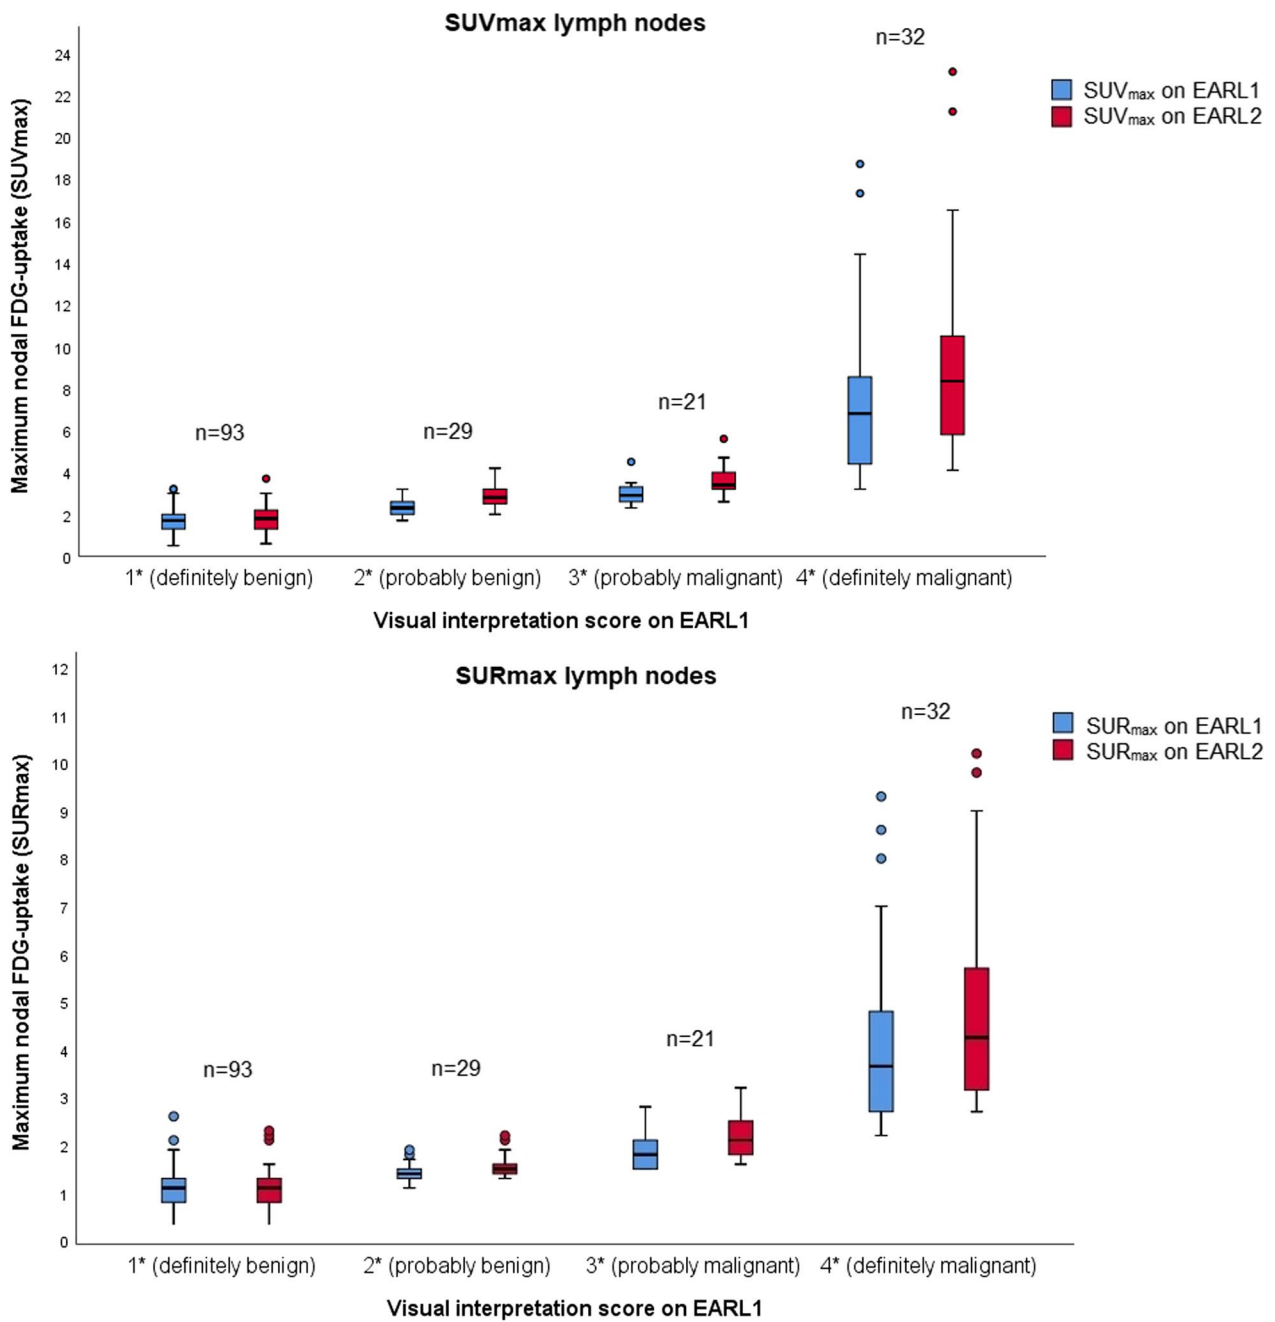 SUVmax lymph nodes
Maximum nodal FDG-uptake (SUVmax)
24
22
20
18
16
14
12
10
8
6
4
2
0
n=93
n=29
n=21
n=32
SUVmax on EARL1
SUVmax on EARL2
1* (definitely benign)
2* (probably benign)
3* (probably malignant)
4* (definitely malignant)
Visual interpretation score on EARL1
SURmax lymph nodes
Maximum nodal FDG-uptake (SURmax)
12
11
10
9
8
7
6
5
4
3
2
1
0
n=93
n=29
n=21
n=32
SURmax on EARL1
SURmax on EARL2
1* (definitely benign)
2* (probably benign)
3* (probably malignant)
4* (definitely malignant)
Visual interpretation score on EARL1